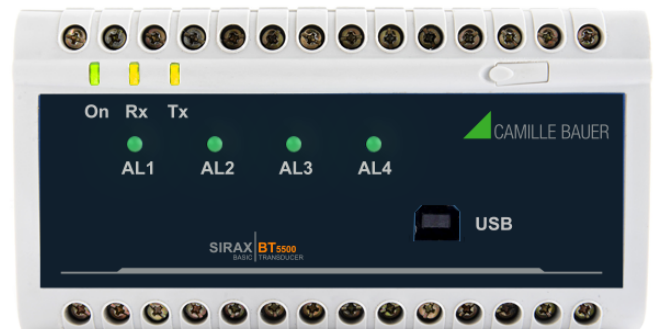 On Rx Tx
CAMILLE BAUER
AL1 AL2 AL3 AL4
USB
SIRAX BT5500
BASIC TRANSDUCER